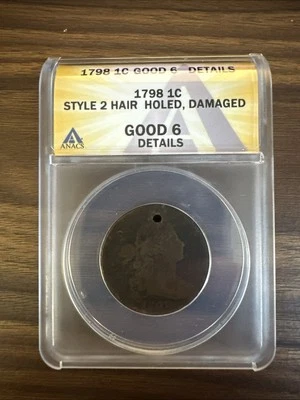 1798 1C GOOD 6 DETAILS
1798 1C
STYLE 2 HAIR HOLED, DAMAGED
GOOD 6
DETAILS
ANACS